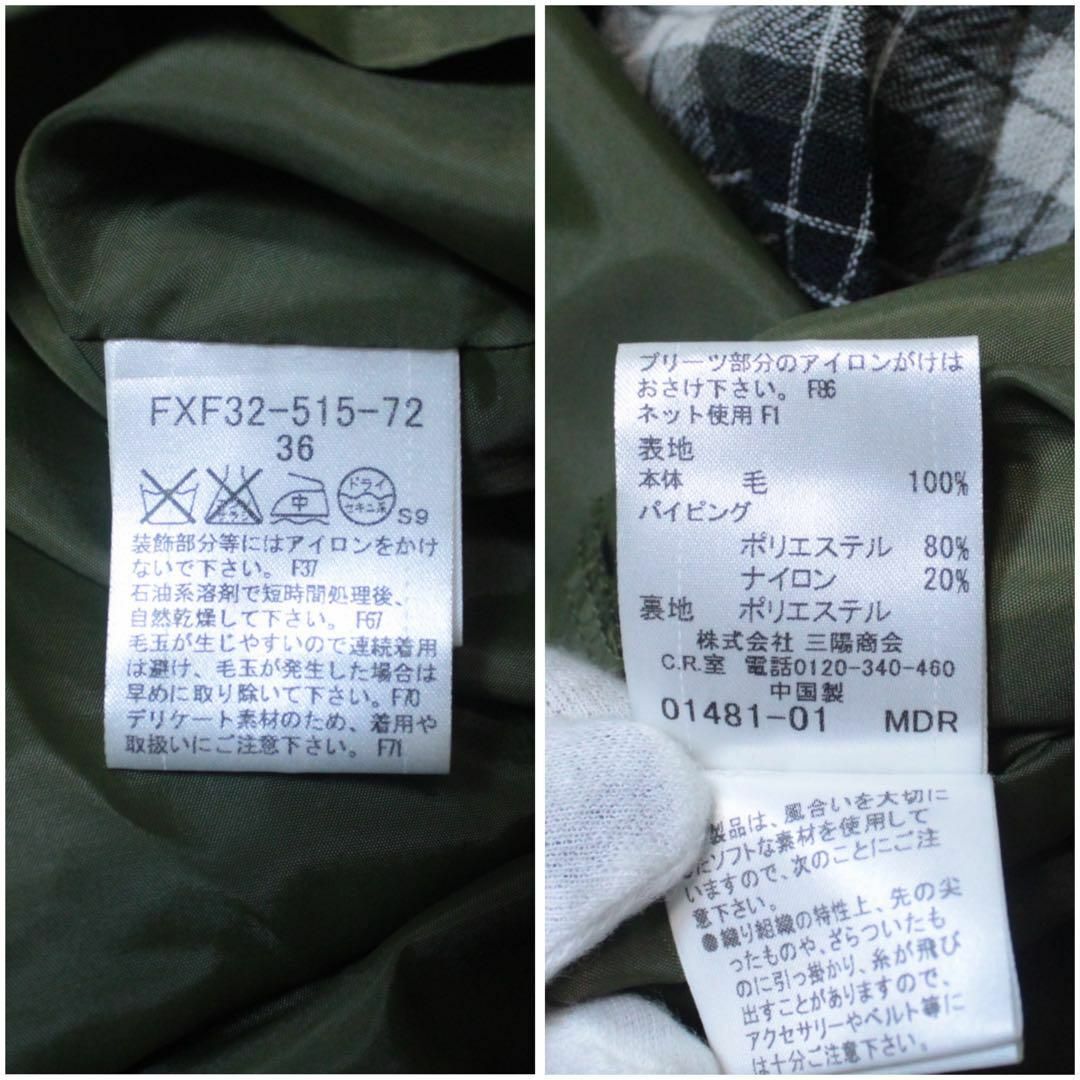 FXF32-515-72
36
中
ドライ
セキユ系
S9
装飾部分等にはアイロンをかけ
ないで下さい。 F37
石油系溶剤で短時間処理後、
自然乾燥して下さい。 F67
毛玉が生じやすいので連続着用
は避け、毛玉が発生した場合は
早めに取り除いて下さい。 F70
デリケート素材のため、着用や
取扱いにご注意下さい。 F71
プリーツ部分のアイロンがけは
おさけ下さい。 F86
ネット使用 F1
表地
本体 毛 100%
パイピング
ポリエステル 80%
ナイロン 20%
裏地 ポリエステル
株式会社 三陽商会
C.R.室 電話0120-340-460
中国製
01481-01 MDR
製品は、風合いを大切に
たソフトな素材を使用して
いますので、次のことにご注
意下さい。
●織り組織の特性上、先の尖
ったものや、ざらついたも
のに引っ掛かり、糸が飛び
出すことがありますので、
アクセサリーやベルト等に
は十分ご注意下さい。